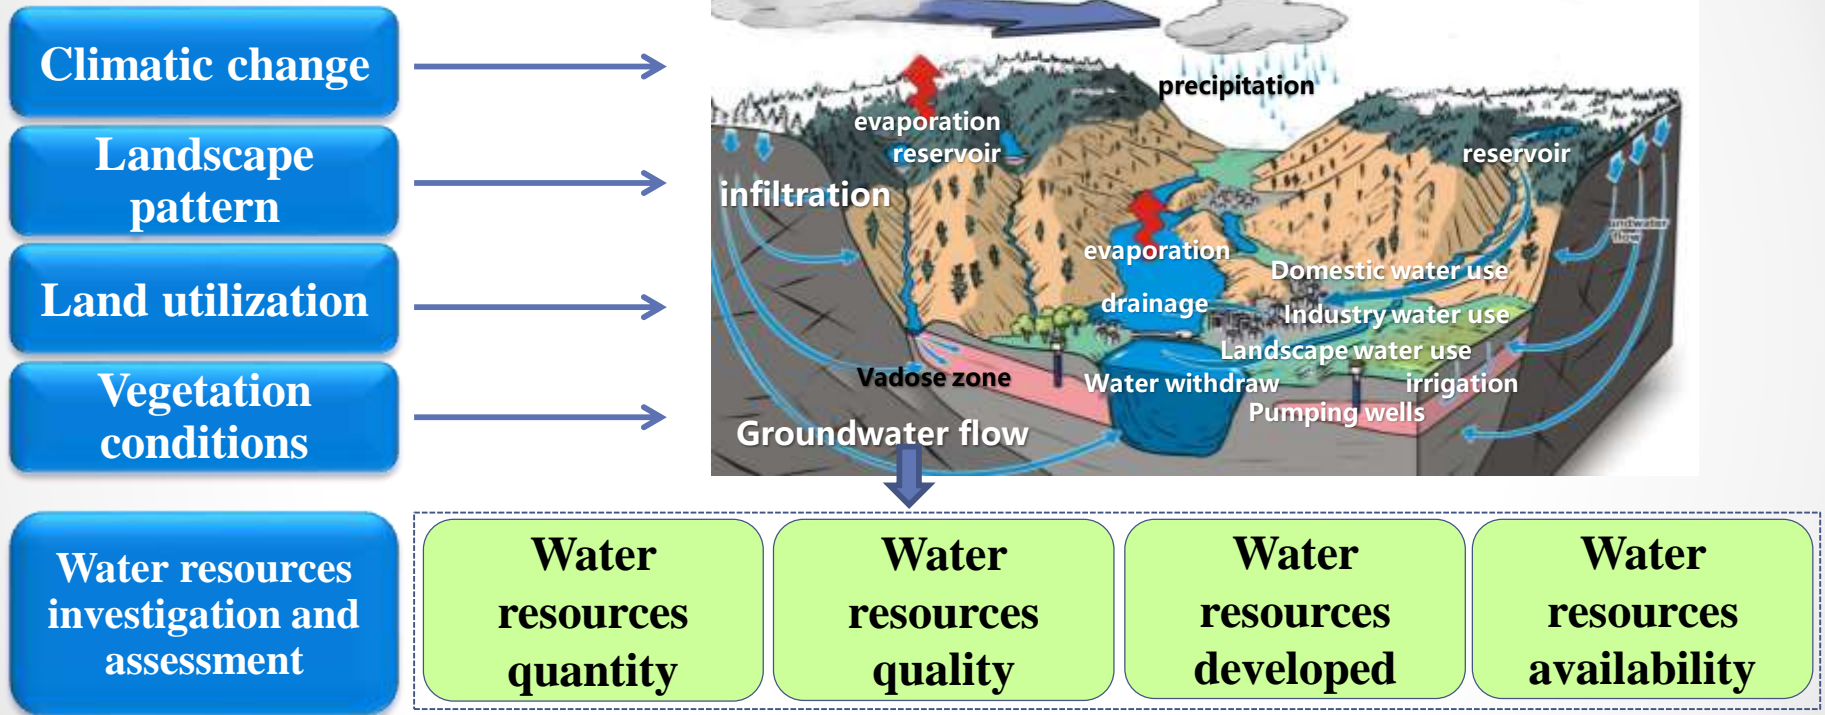 Climatic change
Landscape
pattern
Land utilization
Vegetation
conditions
precipitation
evaporation
reservoir
reservoir
infiltration
undwater
flow
evaporation
Domestic water use
drainage
Industry water use
Landscape water use
Vadose zone
Water withdraw
irrigation
Pumping wells
Groundwater flow
Water resources
investigation and
assessment
Water
resources
quantity
Water
resources
quality
Water
resources
developed
Water
resources
availability